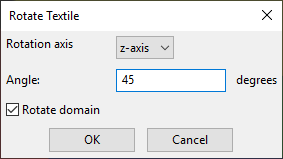 Rotate Textile
Rotation axis z-axis
Angle: 45 degrees
Rotate domain
OK Cancel